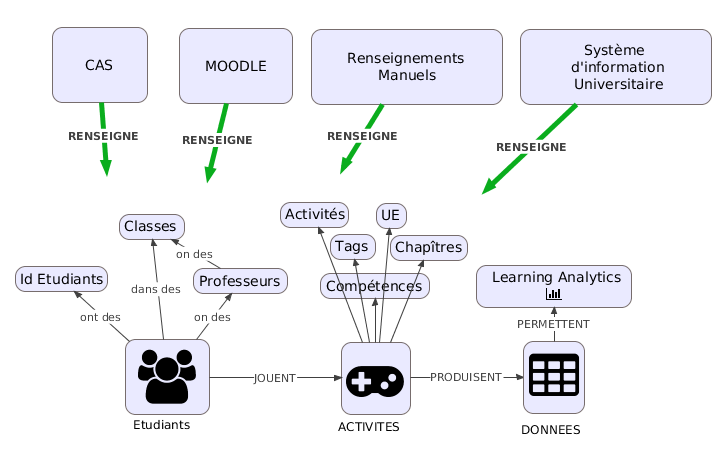 CAS
MOODLE
Renseignements
Manuels
Système
d'information
Universitaire
RENSEIGNE
RENSEIGNE
RENSEIGNE
RENSEIGNE
Activités
UE
Classes
Tags
Chapîtres
on des
Id Etudiants
Professeurs
Learning Analytics
dans des
Compétences
ont des
on des
PERMETTENT
JOUENT
PRODUISENT
Etudiants
ACTIVITES
DONNEES